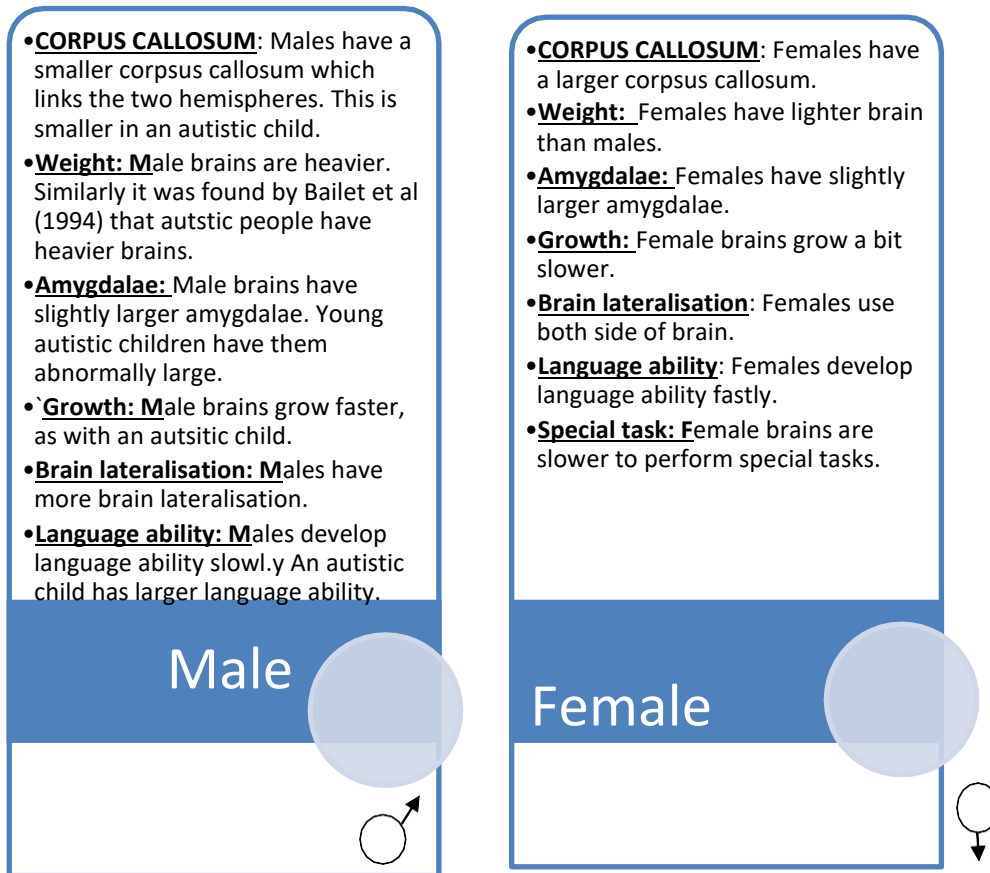 •CORPUS CALLOSUM: Males have a
smaller corpsus callosum which
links the two hemispheres. This is
smaller in an autistic child.
•Weight: Male brains are heavier.
Similarly it was found by Bailet et al
(1994) that autstic people have
heavier brains.
•Amygdalae: Male brains have
slightly larger amygdalae. Young
autistic children have them
abnormally large.
•`Growth: Male brains grow faster,
as with an autsitic child.
•Brain lateralisation: Males have
more brain lateralisation.
•Language ability: Males develop
language ability slowl.y An autistic
child has larger language ability.
Male
•CORPUS CALLOSUM: Females have
a larger corpsus callosum.
•Weight: Females have lighter brain
than males.
•Amygdalae: Females have slightly
larger amygdalae.
•Growth: Female brains grow a bit
slower.
•Brain lateralisation: Females use
both side of brain.
•Language ability: Females develop
language ability fastly.
•Special task: Female brains are
slower to perform special tasks.
Female